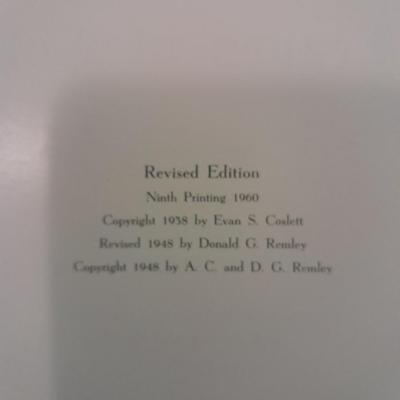 Revised Edition
Ninth Printing 1960
Copyright 1938 by Evan S. Coslett
Revised 1948 by Donald G. Remley
Copyright 1948 by A. C. and D. G. Remley